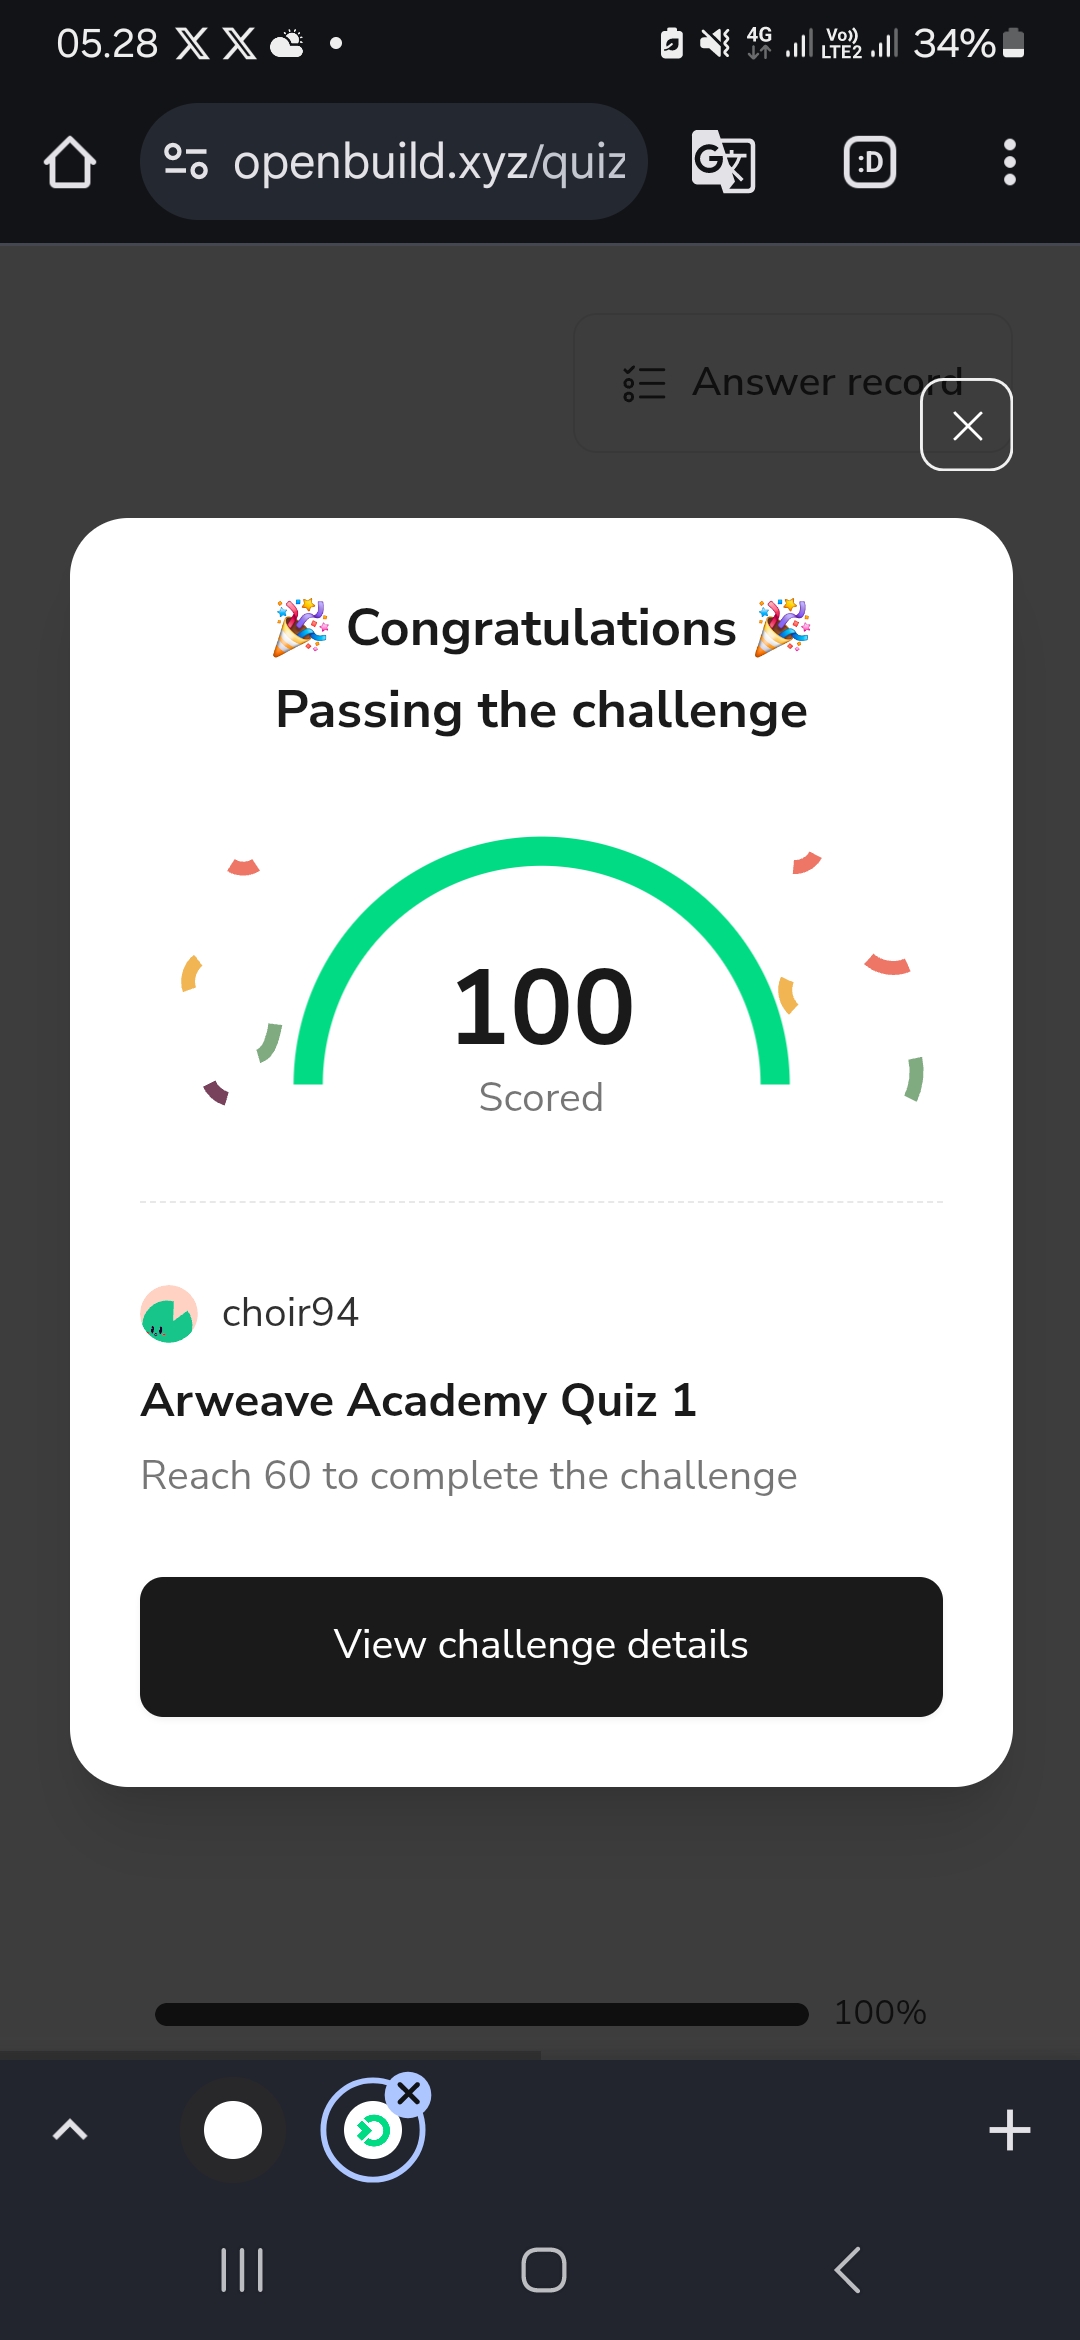 05.28
4G
Vo))
LTE2
34%
openbuild.xyz/quiz
:D
Answer record
🎉 Congratulations 🎉
Passing the challenge
100
Scored
choir94
Arweave Academy Quiz 1
Reach 60 to complete the challenge
View challenge details
100%